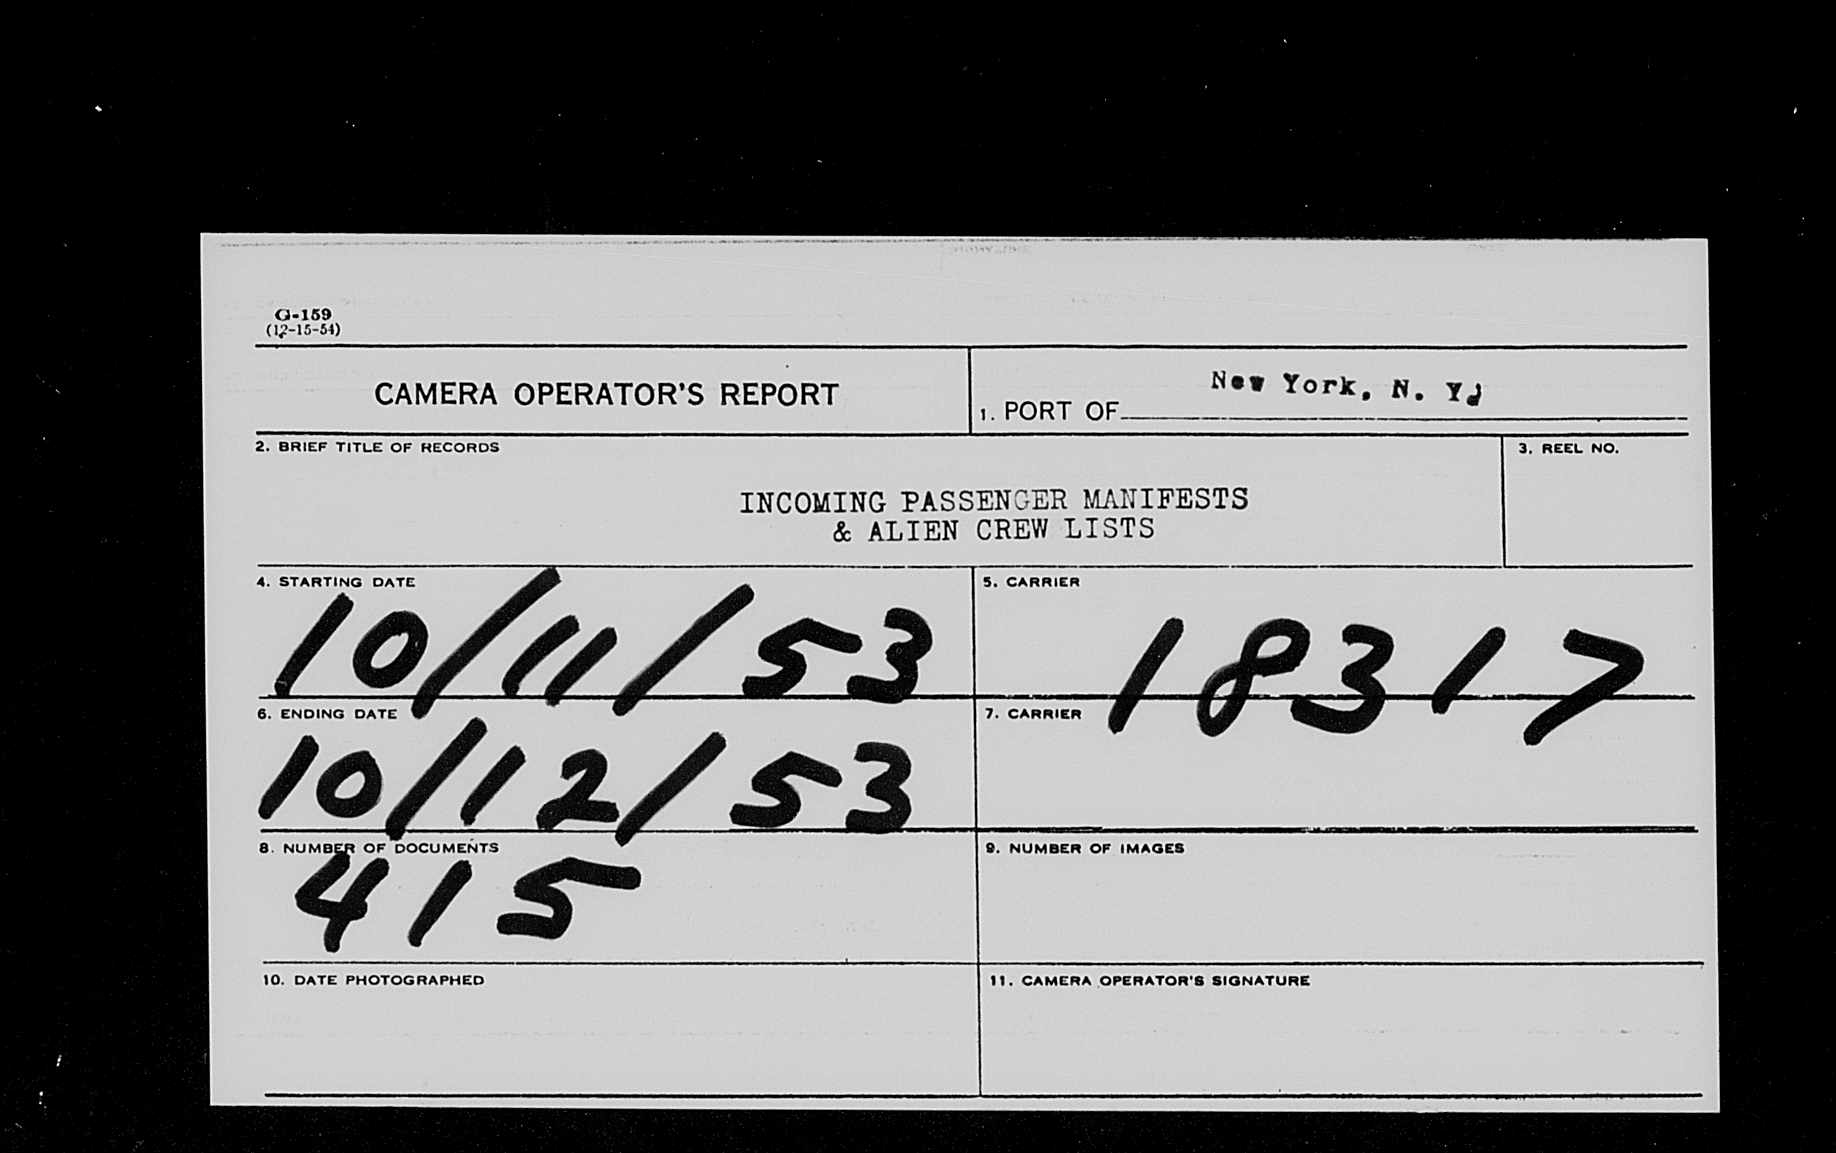 G-159
(12-15-54)
CAMERA OPERATOR'S REPORT
1. PORT OF New York, N. Y.
2. BRIEF TITLE OF RECORDS
3. REEL NO.
INCOMING PASSENGER MANIFESTS
& ALIEN CREW LISTS
4. STARTING DATE
10/11/53
5. CARRIER
18317
6. ENDING DATE
10/12/53
7. CARRIER
8. NUMBER OF DOCUMENTS
415
9. NUMBER OF IMAGES
10. DATE PHOTOGRAPHED
11. CAMERA OPERATOR'S SIGNATURE